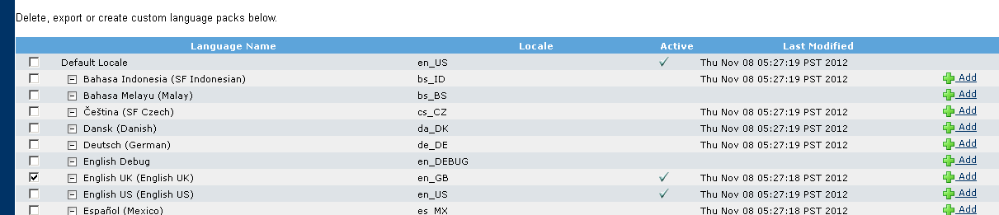 Delete, export or create custom language packs below.
Language Name Locale Active Last Modified
Default Locale en_US Thu Nov 08 05:27:19 PST 2012
Bahasa Indonesia (SF Indonesian) bs_ID Thu Nov 08 05:27:19 PST 2012 Add
Bahasa Melayu (Malay) bs_BS Add
Čeština (SF Czech) cs_CZ Thu Nov 08 05:27:19 PST 2012 Add
Dansk (Danish) da_DK Thu Nov 08 05:27:19 PST 2012 Add
Deutsch (German) de_DE Thu Nov 08 05:27:19 PST 2012 Add
English Debug en_DEBUG Add
English UK (English UK) en_GB Thu Nov 08 05:27:18 PST 2012 Add
English US (English US) en_US Thu Nov 08 05:27:19 PST 2012 Add
Español (Mexico) es_MX Thu Nov 08 05:27:18 PST 2012 Add